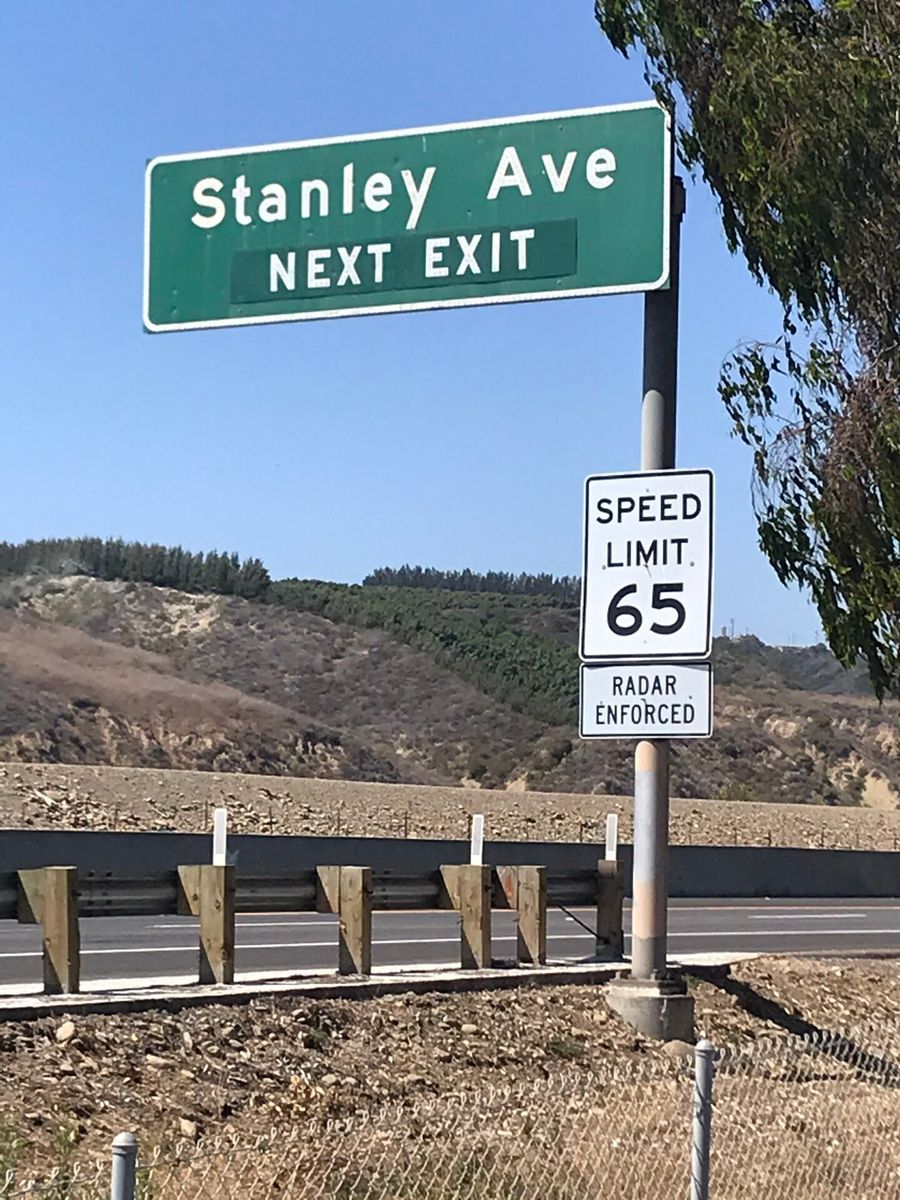 Stanley Ave
NEXT EXIT
SPEED
LIMIT
65
RADAR
ENFORCED